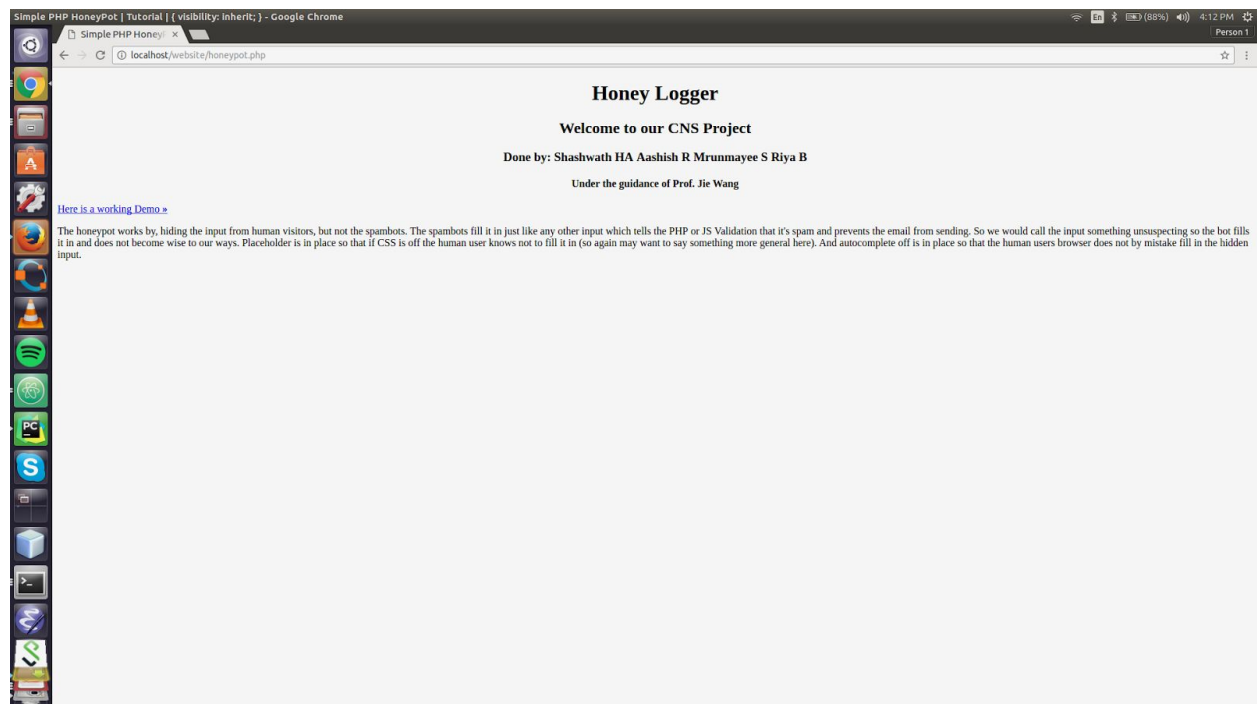 Simple PHP HoneyPot | Tutorial | { visibility: inherit; } - Google Chrome
En (88%) 4:12 PM
Simple PHP Honey
Person 1
localhost/website/honeypot.php
Honey Logger
Welcome to our CNS Project
Done by: Shashwath HA Aashish R Mrunmayee S Riya B
Under the guidance of Prof. Jie Wang
Here is a working Demo »
The honeypot works by, hiding the input from human visitors, but not the spambots. The spambots fill it in just like any other input which tells the PHP or JS Validation that it's spam and prevents the email from sending. So we would call the input something unsuspecting so the bot fills
it in and does not become wise to our ways. Placeholder is in place so that if CSS is off the human user knows not to fill it in (so again may want to say something more general here). And autocomplete off is in place so that the human users browser does not by mistake fill in the hidden
input.
A
PC
S
>_